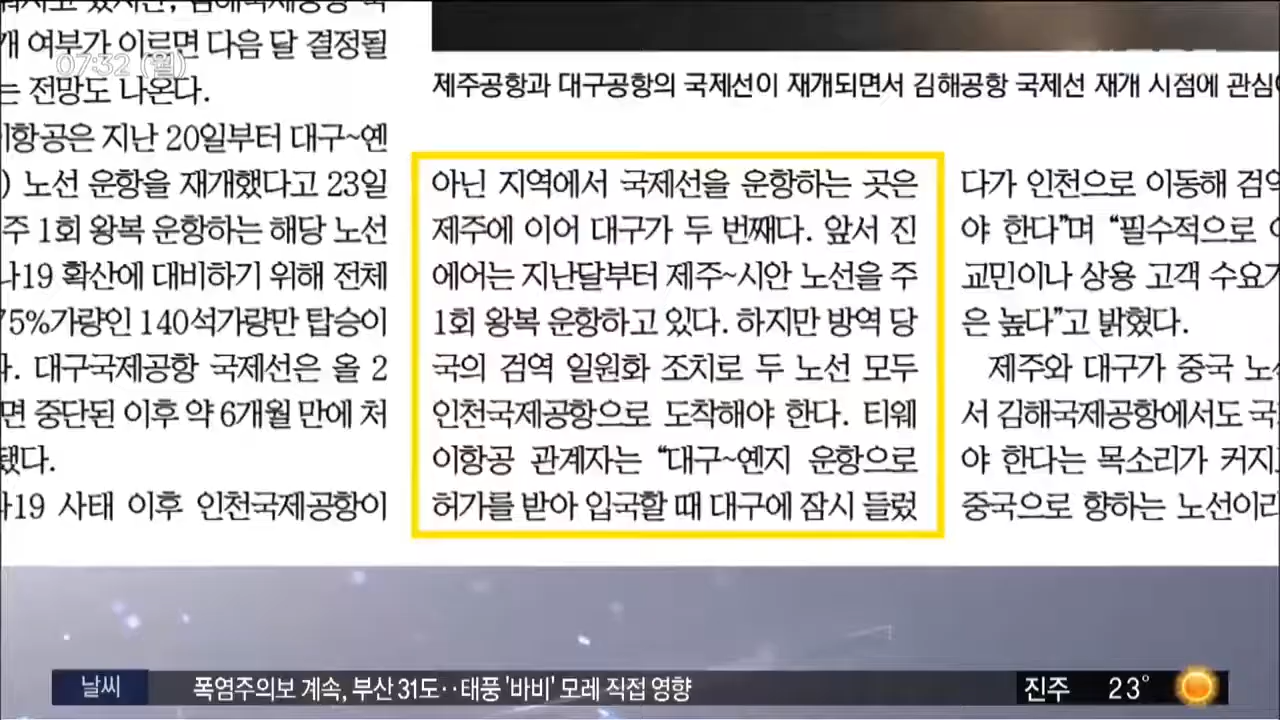 개 여부가 이르면 다음 달 결정될
07:32 (월)
는 전망도 나온다.
이항공은 지난 20일부터 대구~옌
) 노선 운항을 재개했다고 23일
주 1회 왕복 운항하는 해당 노선
나19 확산에 대비하기 위해 전체
75%가량인 140석가량만 탑승이
다. 대구국제공항 국제선은 올 2
면 중단된 이후 약 6개월 만에 처
됐다.
나19 사태 이후 인천국제공항이
제주공항과 대구공항의 국제선이 재개되면서 김해공항 국제선 재개 시점에 관심이
아닌 지역에서 국제선을 운항하는 곳은
제주에 이어 대구가 두 번째다. 앞서 진
에어는 지난달부터 제주~시안 노선을 주
1회 왕복 운항하고 있다. 하지만 방역 당
국의 검역 일원화 조치로 두 노선 모두
인천국제공항으로 도착해야 한다. 티웨
이항공 관계자는 “대구~옌지 운항으로
허가를 받아 입국할 때 대구에 잠시 들렀
다가 인천으로 이동해 검역
야 한다”며 “필수적으로 이
교민이나 상용 고객 수요가
은 높다”고 밝혔다.
제주와 대구가 중국 노선
서 김해국제공항에서도 국
야 한다는 목소리가 커지
중국으로 향하는 노선이라
날씨 폭염주의보 계속, 부산 31도‥태풍 '바비' 모레 직접 영향 진주 23°